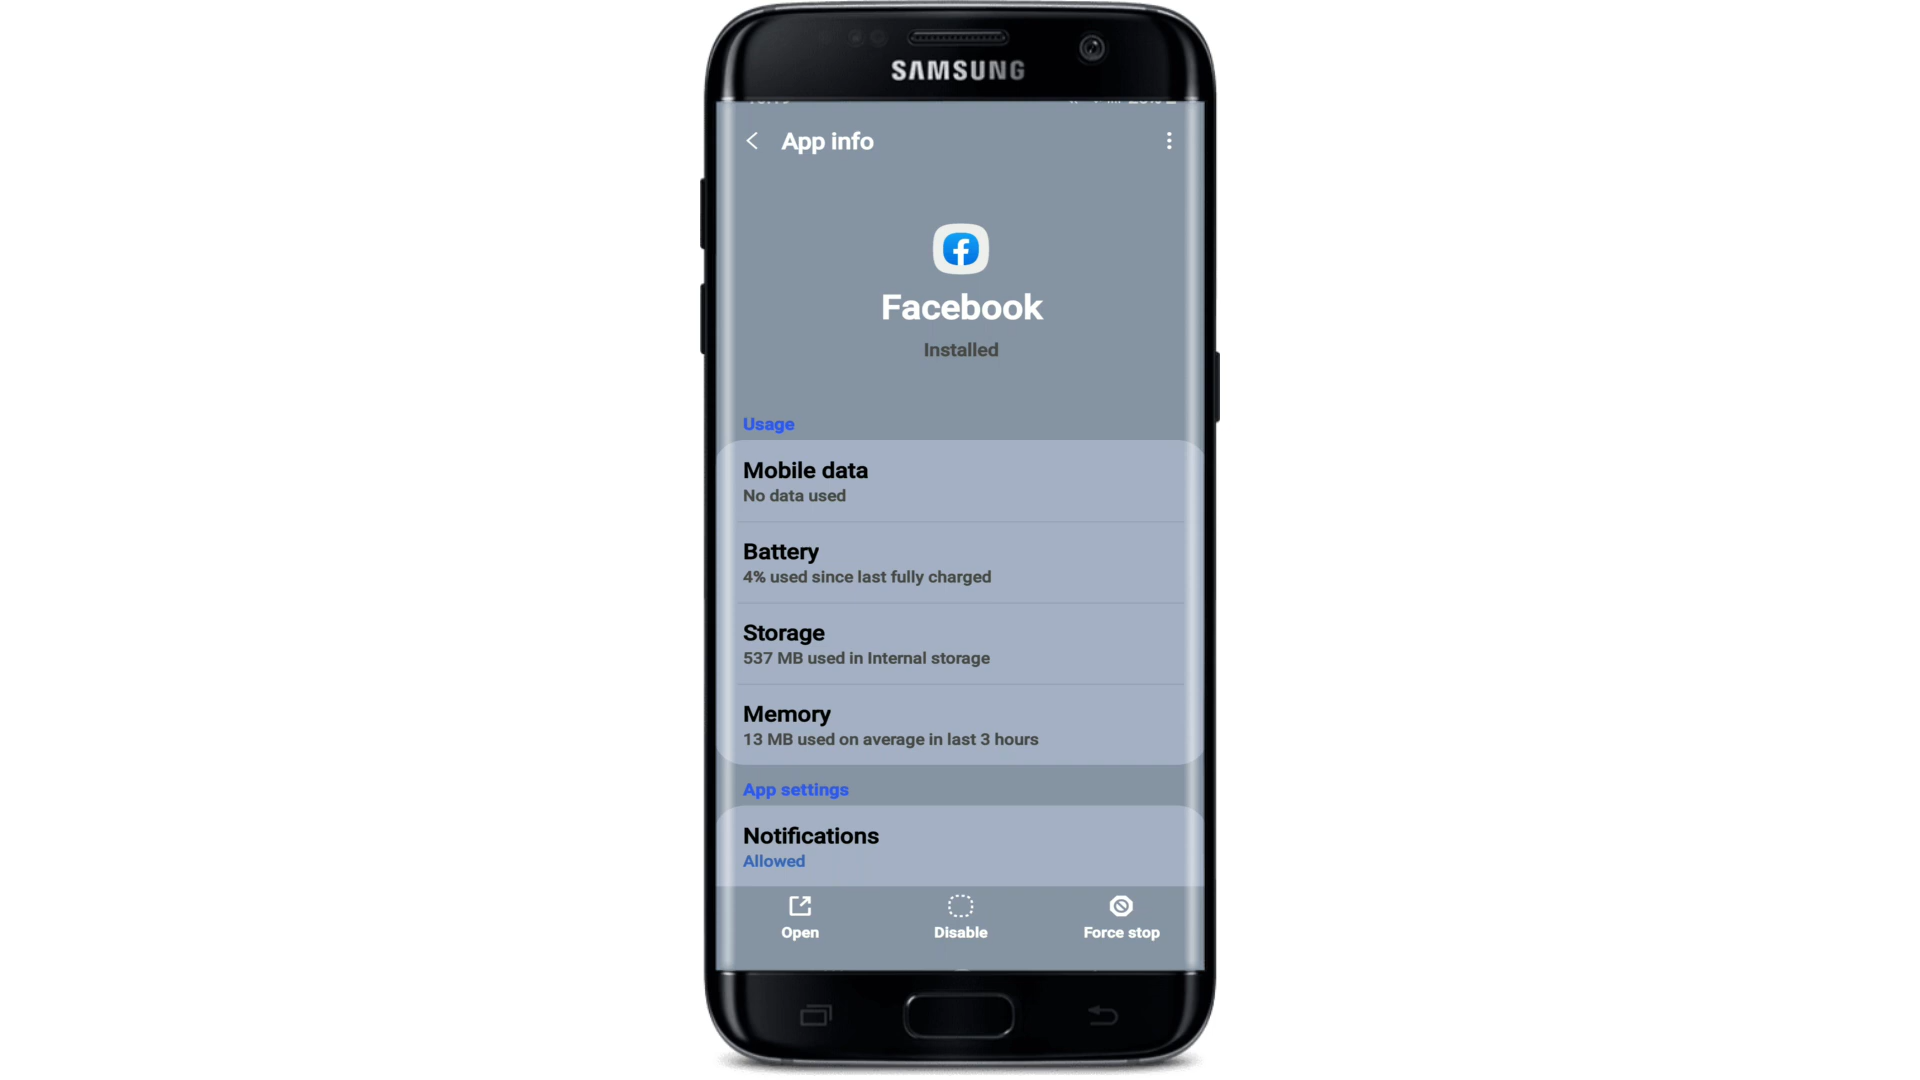 SAMSUNG
App info
Facebook
Installed
Usage
Mobile data
No data used
Battery
4% used since last fully charged
Storage
537 MB used in Internal storage
Memory
13 MB used on average in last 3 hours
App settings
Notifications
Allowed
Open
Disable
Force stop